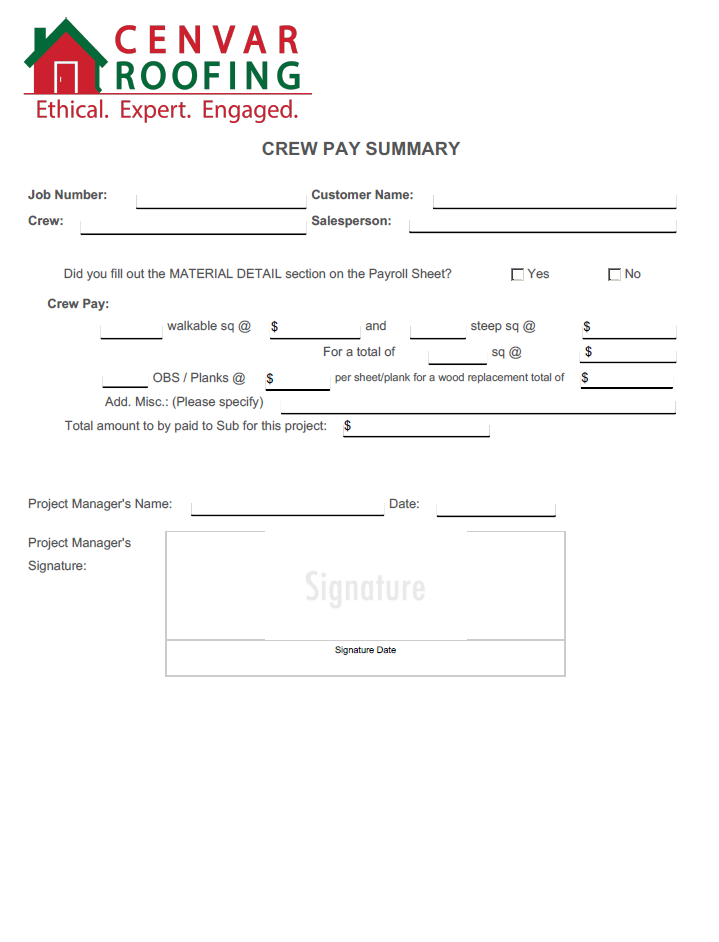 CENVAR
ROOFING
Ethical. Expert. Engaged.
CREW PAY SUMMARY
Job Number: Customer Name:
Crew: Salesperson:
Did you fill out the MATERIAL DETAIL section on the Payroll Sheet? Yes No
Crew Pay:
walkable sq @ $ and steep sq @ $
For a total of sq @ $
OBS / Planks @ $ per sheet/plank for a wood replacement total of $
Add. Misc.: (Please specify)
Total amount to by paid to Sub for this project: $
Project Manager's Name: Date:
Project Manager's
Signature:
Signature
Signature Date